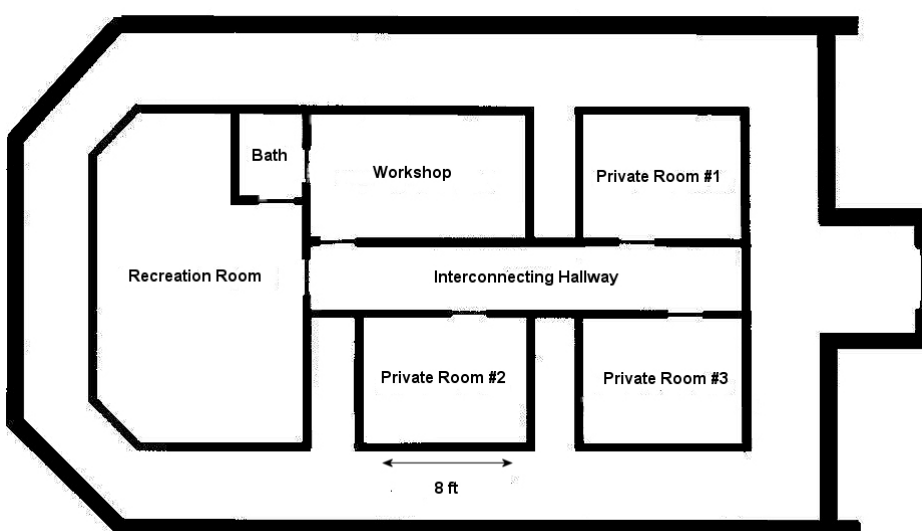 Bath
Workshop
Private Room #1
Recreation Room
Interconnecting Hallway
Private Room #2
Private Room #3
8 ft